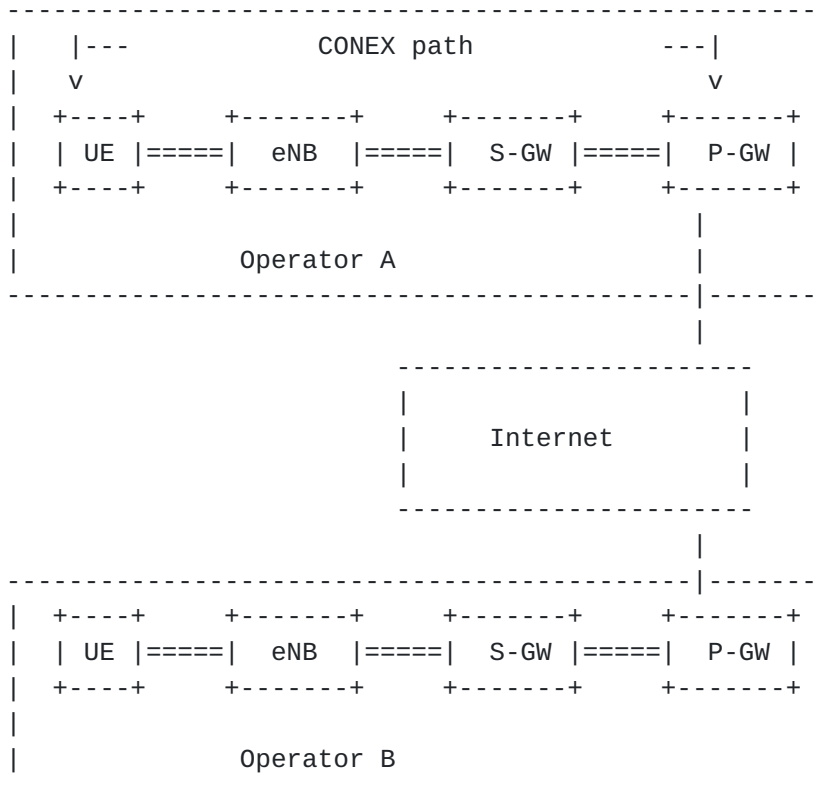 CONEX path
UE eNB S-GW P-GW
Operator A
Internet
UE eNB S-GW P-GW
Operator B